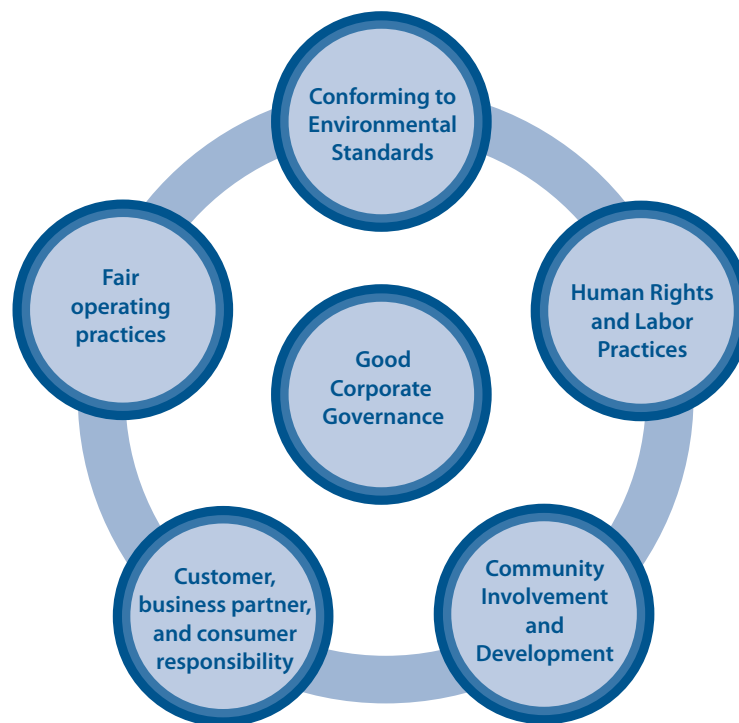 Conforming to
Environmental
Standards
Fair
operating
practices
Human Rights
and Labor
Practices
Good
Corporate
Governance
Customer,
business partner,
and consumer
responsibility
Community
Involvement
and
Development